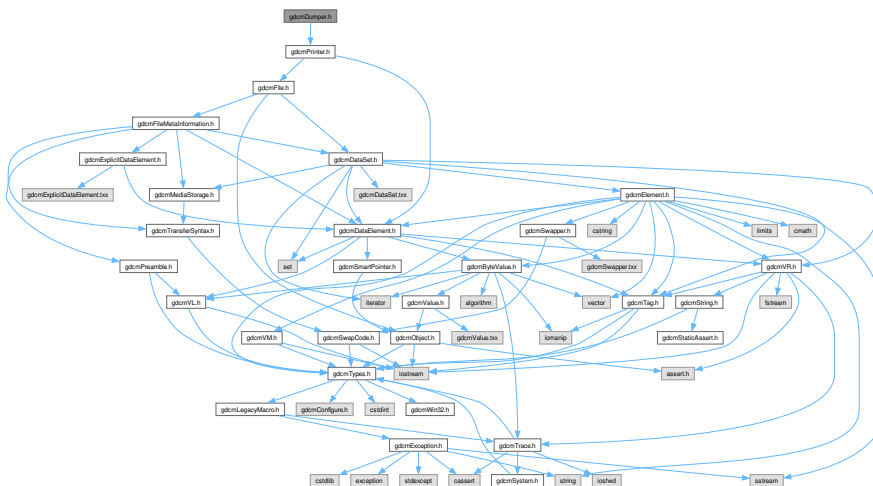 gdcmDumper.h
gdcmPrinter.h
gdcmFile.h
gdcmFileMetaInformation.h
gdcmExplicitDataElement.h
gdcmDataSet.h
gdcmExplicitDataElement.txx
gdcmMediaStorage.h
gdcmDataSet.txx
gdcmElement.h
gdcmTransferSyntax.h
gdcmDataElement.h
gdcmSwapper.h
cstring
limits
cmath
gdcmPreamble.h
set
gdcmSmartPointer.h
gdcmByteValue.h
gdcmSwapper.txx
gdcmVR.h
gdcmVL.h
iterator
gdcmValue.h
algorithm
vector
gdcmTag.h
gdcmString.h
fstream
gdcmVM.h
gdcmSwapCode.h
gdcmObject.h
gdcmValue.txx
iomanip
gdcmStaticAssert.h
gdcmTypes.h
iostream
assert.h
gdcmLegacyMacro.h
gdcmConfigure.h
cstdint
gdcmWin32.h
gdcmException.h
gdcmTrace.h
cstdlib
exception
stdexcept
cassert
gdcmSystem.h
string
iosfwd
sstream